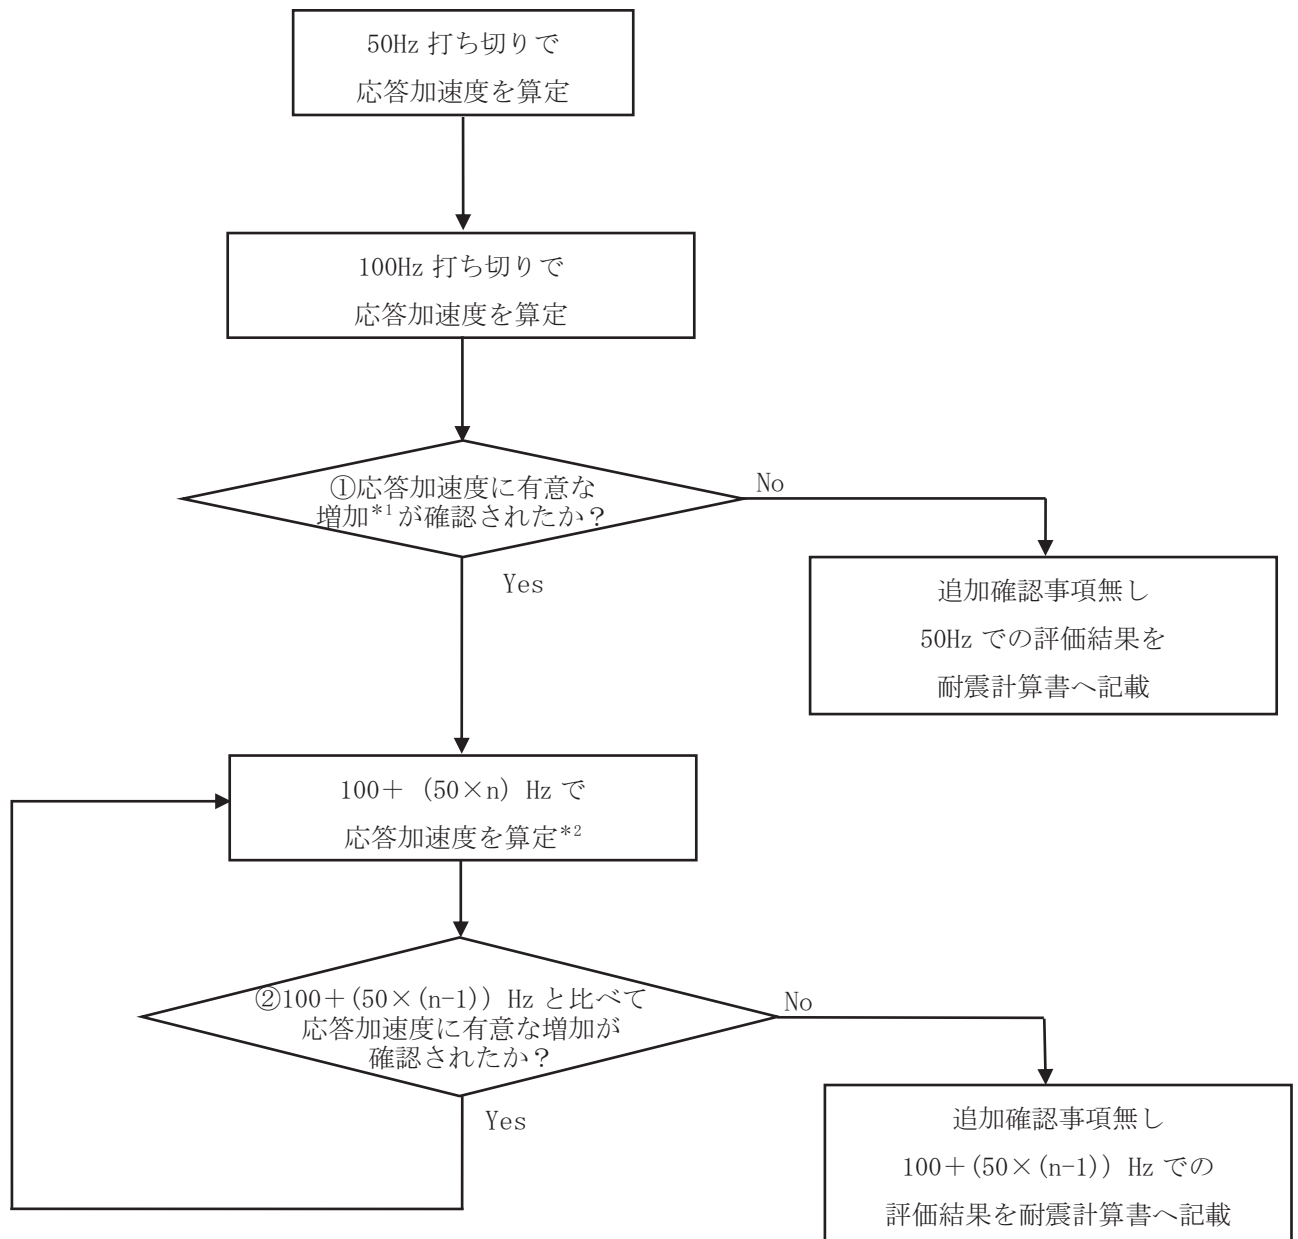 50Hz 打ち切りで
応答加速度を算定
100Hz 打ち切りで
応答加速度を算定
①応答加速度に有意な
増加*1が確認されたか？
No
Yes
追加確認事項無し
50Hz での評価結果を
耐震計算書へ記載
100＋（50×n）Hz で
応答加速度を算定*2
②100＋(50×(n-1)) Hz と比べて
応答加速度に有意な増加が
確認されたか？
No
Yes
追加確認事項無し
100＋(50×(n-1)) Hz での
評価結果を耐震計算書へ記載